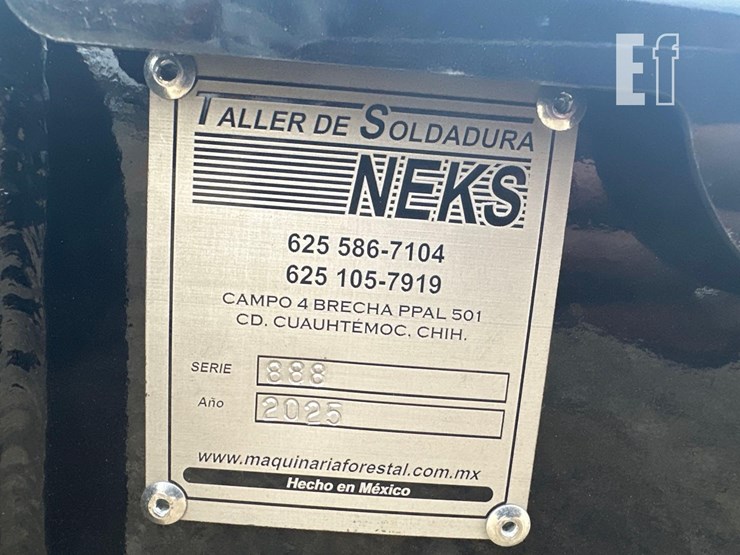 Ef
TALLER DE SOLDADURA
NEKS
625 586-7104
625 105-7919
CAMPO 4 BRECHA PPAL 501
CD. CUAUHTÉMOC, CHIH.
SERIE 888
Año 2025
www.maquinariaforestal.com.mx
Hecho en México